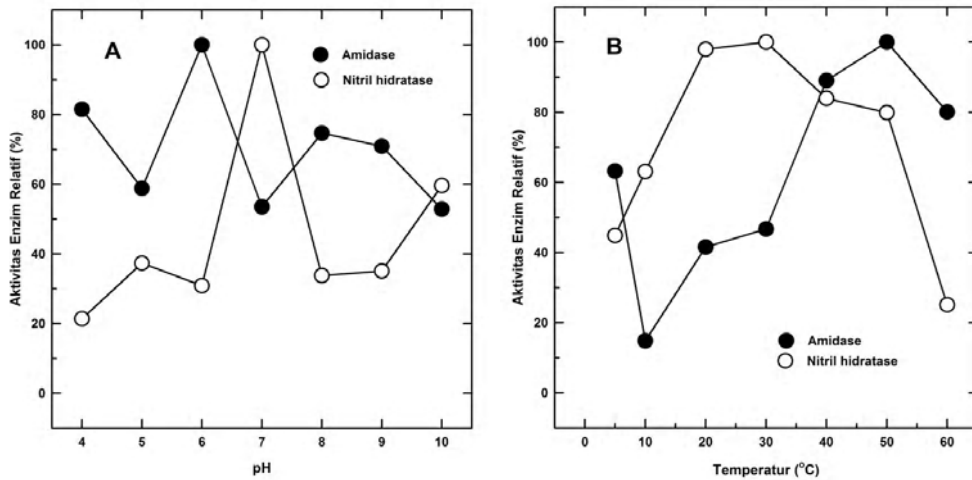 A
Amidase
Nitril hidratase
Aktivitas Enzim Relatif (%)
100
80
60
40
20
0
4 5 6 7 8 9 10
pH
B
Amidase
Nitril hidratase
Aktivitas Enzim Relatif (%)
100
80
60
40
20
0
0 10 20 30 40 50 60
Temperatur (°C)